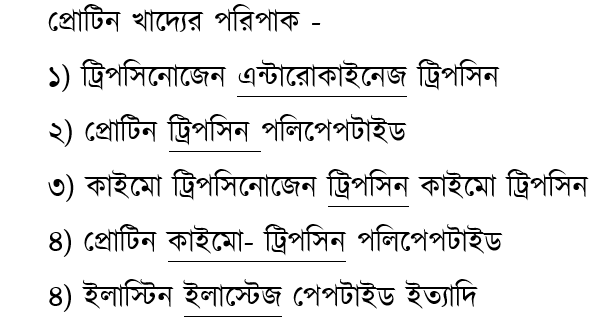 প্রোটিন খাদ্যের পরিপাক -
১) ট্রিপসিনোজেন এন্টারোকাইনেজ ট্রিপসিন
২) প্রোটিন ট্রিপসিন পলিপেপটাইড
৩) কাইমো ট্রিপসিনোজেন ট্রিপসিন কাইমো ট্রিপসিন
৪) প্রোটিন কাইমো- ট্রিপসিন পলিপেপটাইড
৪) ইলাস্টিন ইলাস্টেজ পেপটাইড ইত্যাদি